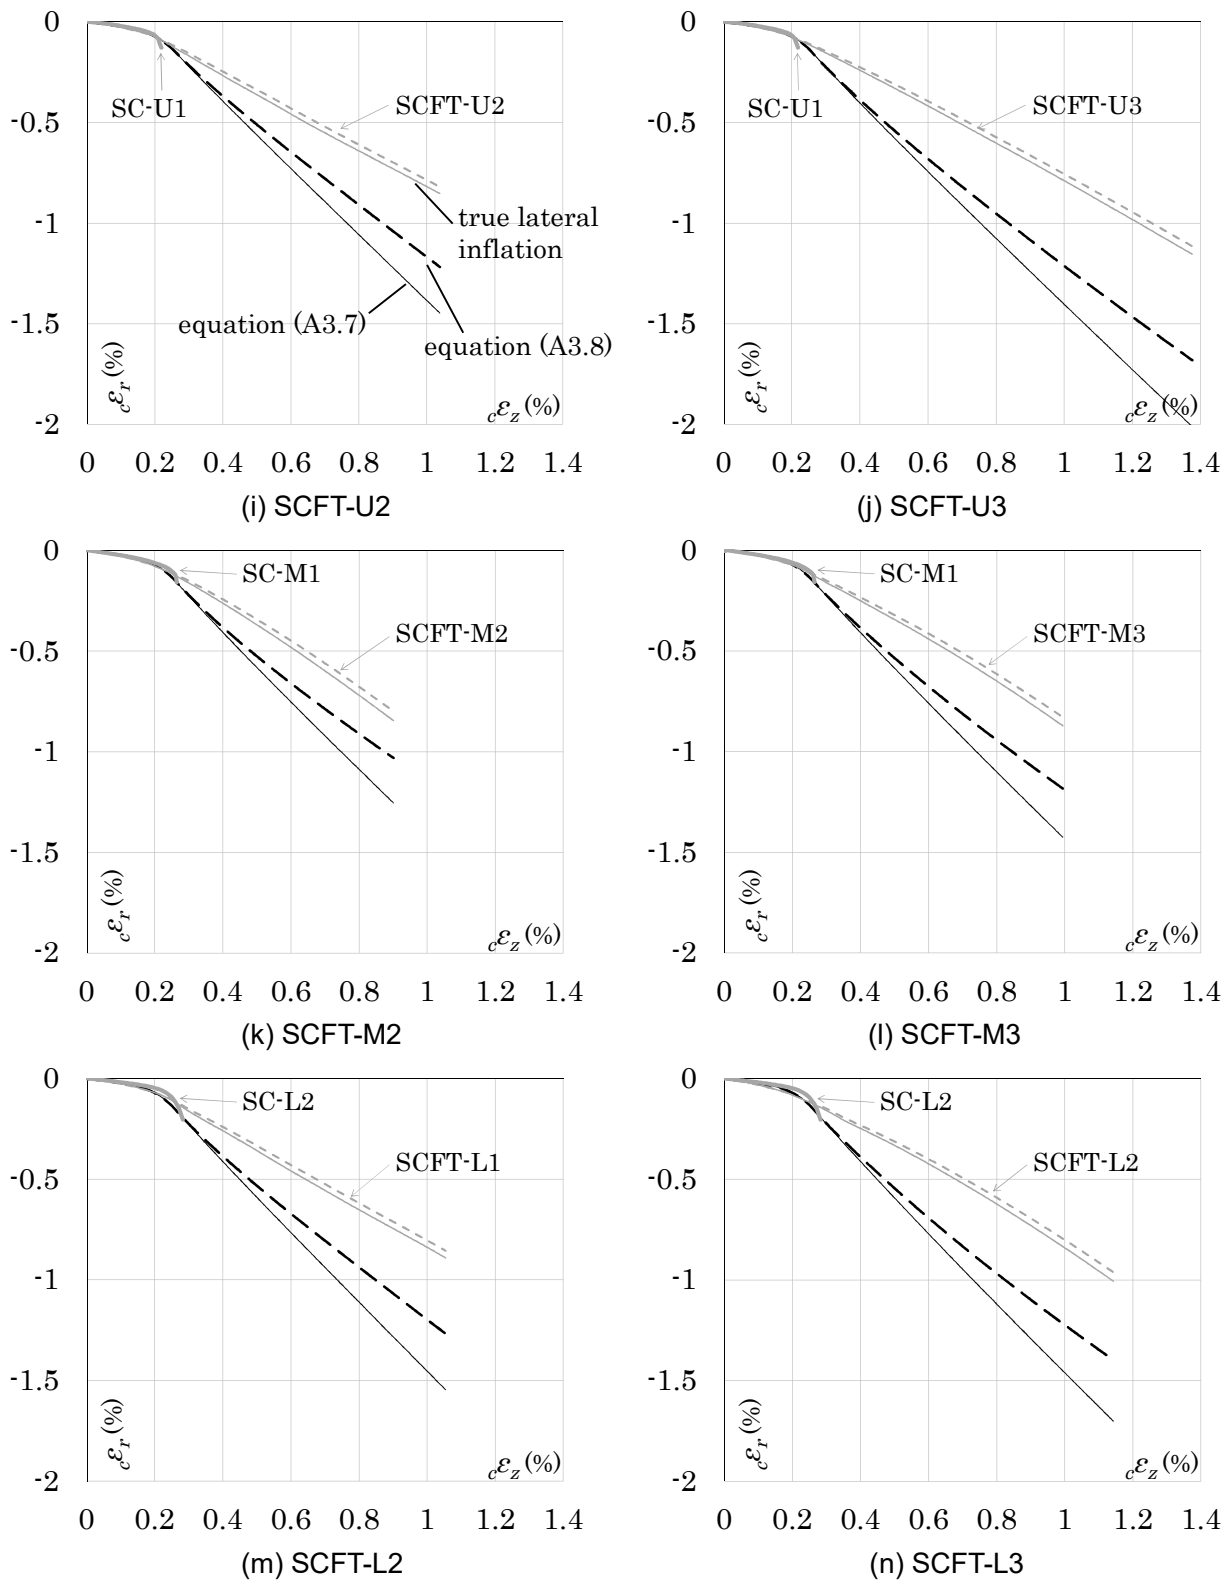 0
-0.5
-1
-1.5
-2
0 0.2 0.4 0.6 0.8 1 1.2 1.4
SC-U1
SCFT-U2
true lateral
inflation
equation (A3.7)
equation (A3.8)
cεr (%)
cεz (%)
(i) SCFT-U2
0
-0.5
-1
-1.5
-2
0 0.2 0.4 0.6 0.8 1 1.2 1.4
SC-U1
SCFT-U3
cεr (%)
cεz (%)
(j) SCFT-U3
0
-0.5
-1
-1.5
-2
0 0.2 0.4 0.6 0.8 1 1.2 1.4
SC-M1
SCFT-M2
cεr (%)
cεz (%)
(k) SCFT-M2
0
-0.5
-1
-1.5
-2
0 0.2 0.4 0.6 0.8 1 1.2 1.4
SC-M1
SCFT-M3
cεr (%)
cεz (%)
(l) SCFT-M3
0
-0.5
-1
-1.5
-2
0 0.2 0.4 0.6 0.8 1 1.2 1.4
SC-L2
SCFT-L1
cεr (%)
cεz (%)
(m) SCFT-L2
0
-0.5
-1
-1.5
-2
0 0.2 0.4 0.6 0.8 1 1.2 1.4
SC-L2
SCFT-L2
cεr (%)
cεz (%)
(n) SCFT-L3